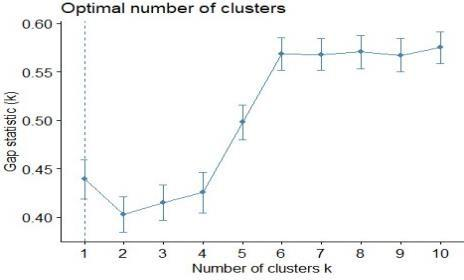 Optimal number of clusters
0.60
0.55
0.50
0.45
0.40
Gap statistic (k)
1 2 3 4 5 6 7 8 9 10
Number of clusters k